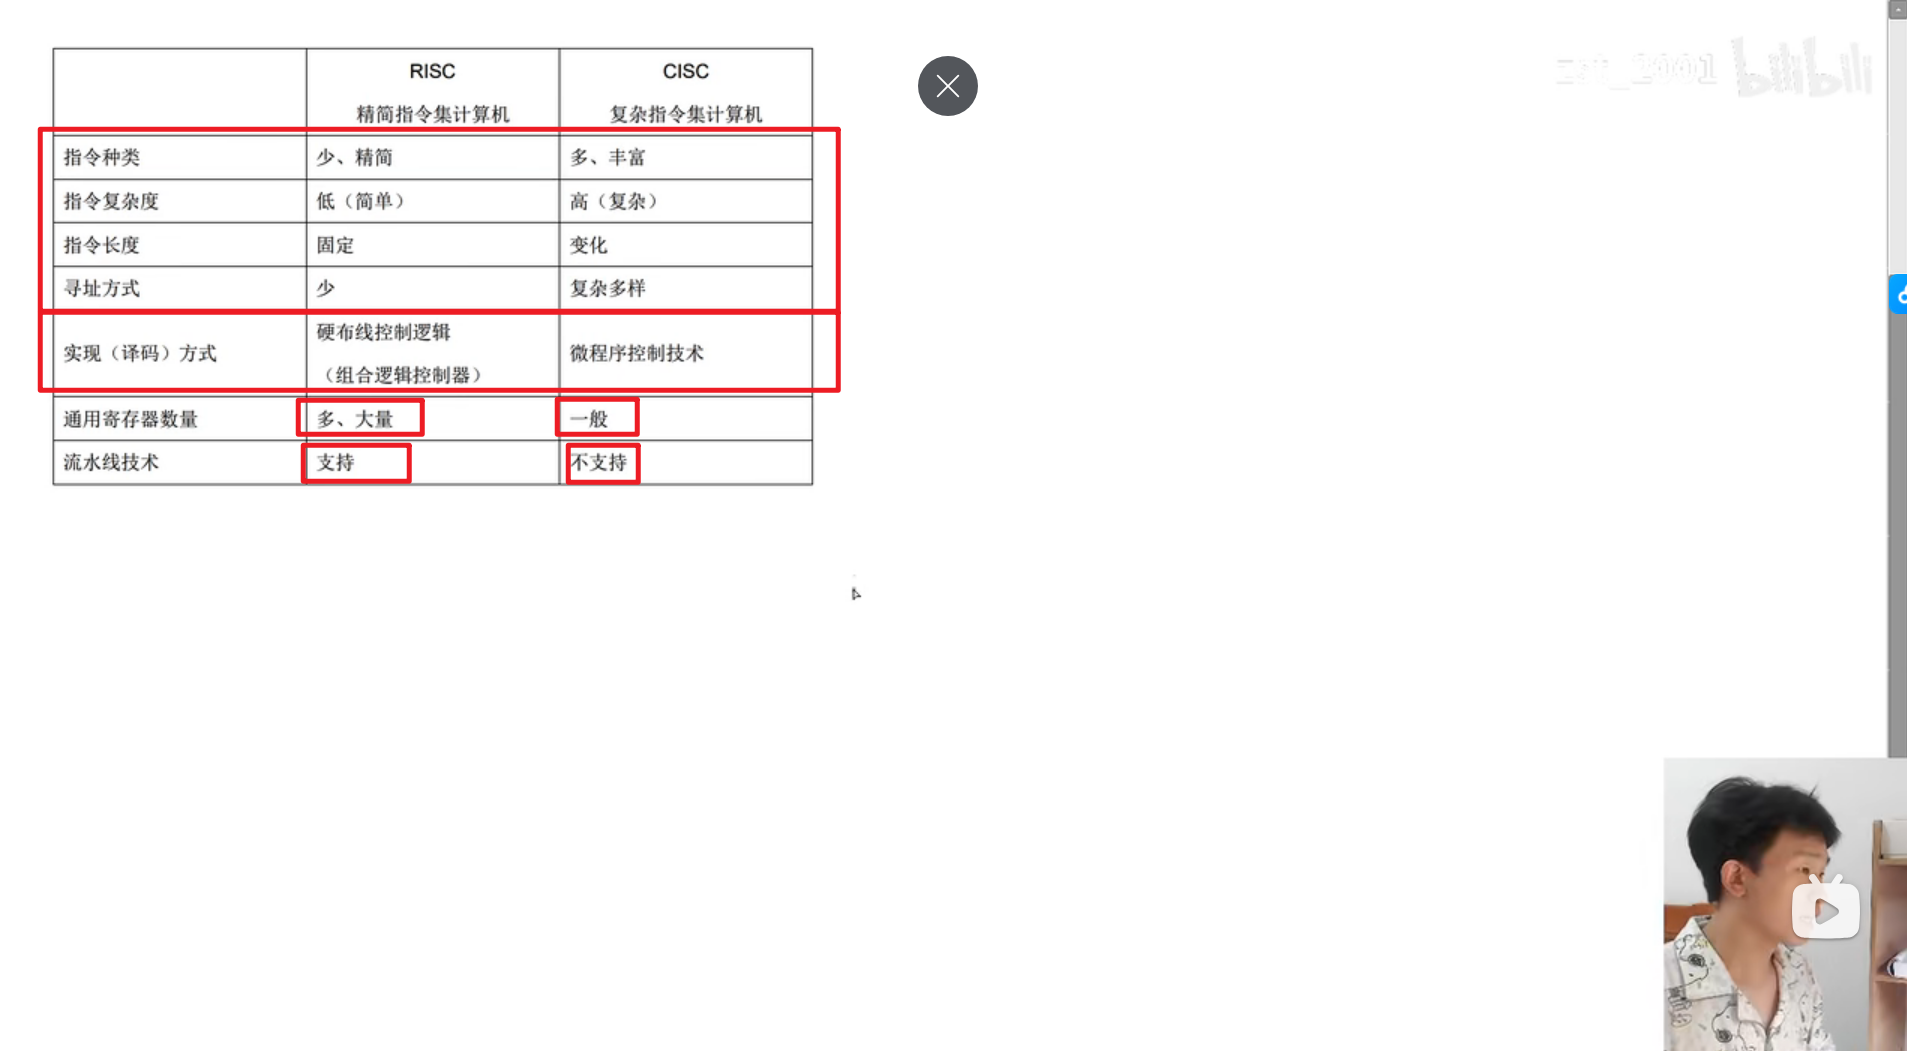 RISC
CISC
精简指令集计算机
复杂指令集计算机
指令种类
少、精简
多、丰富
指令复杂度
低（简单）
高（复杂）
指令长度
固定
变化
寻址方式
少
复杂多样
实现（译码）方式
硬布线控制逻辑
（组合逻辑控制器）
微程序控制技术
通用寄存器数量
多、大量
一般
流水线技术
支持
不支持
bilibili